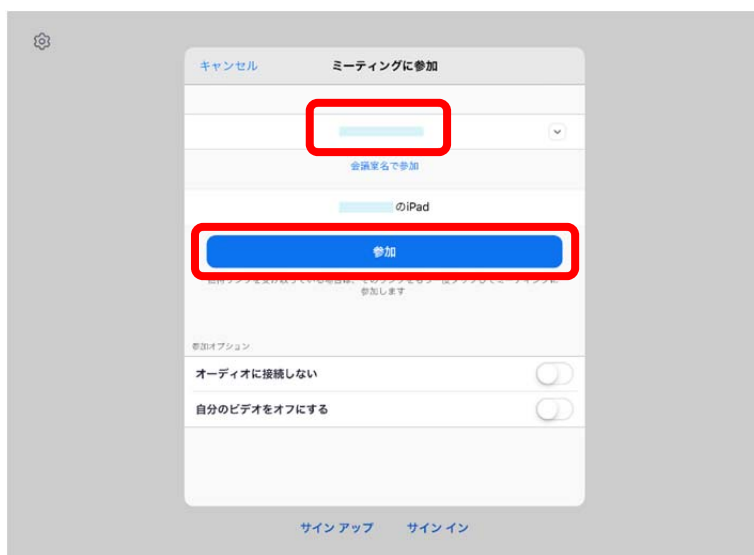 キャンセル ミーティングに参加
会議室名で参加
のiPad
参加
参加します
参加オプション
オーディオに接続しない
自分のビデオをオフにする
サイン アップ サイン イン